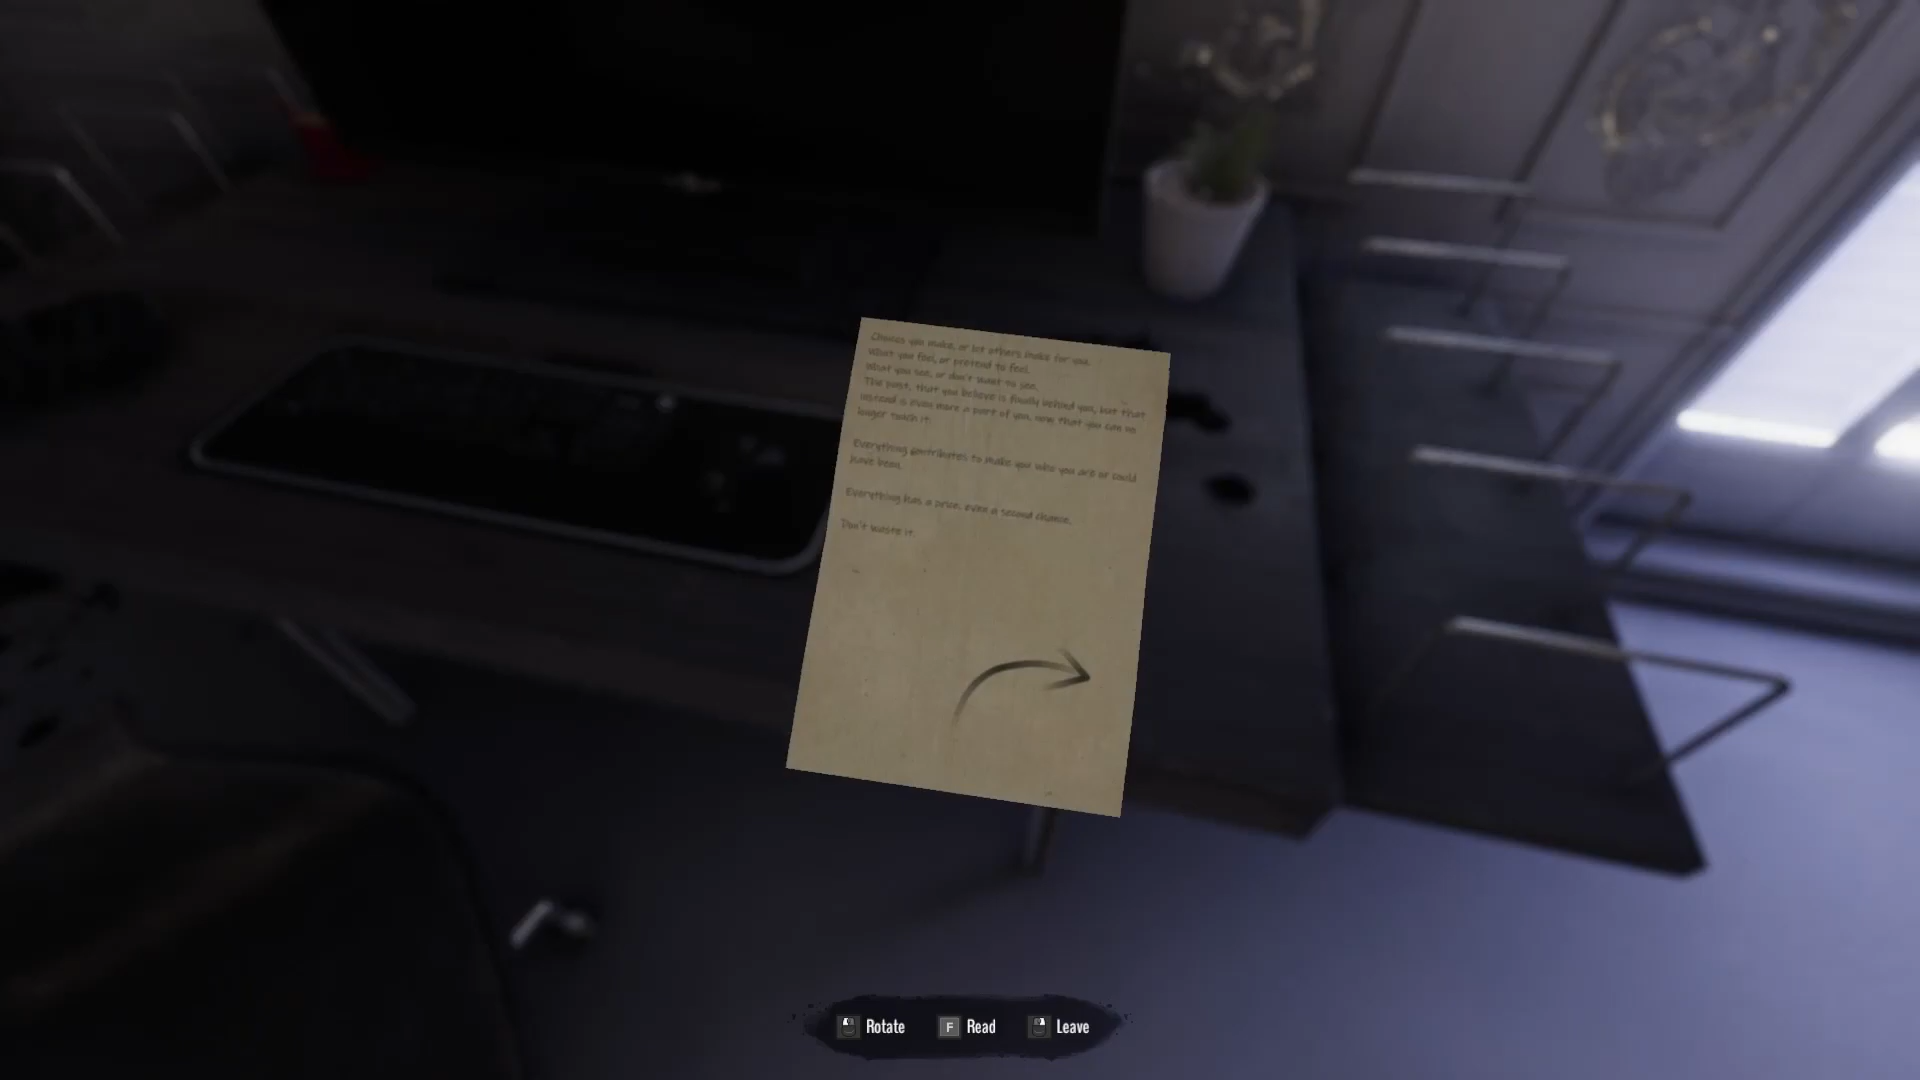 Choices you make, or let others make for you.
What you feel, or pretend to feel.
What you see, or don't want to see.
The past, that you believe is finally behind you, but that
instead is even more a part of you, now that you can no
longer touch it.
Everything contributes to make you who you are or could
have been.
Everything has a price, even a second chance.
Don't waste it.
Rotate F Read Leave